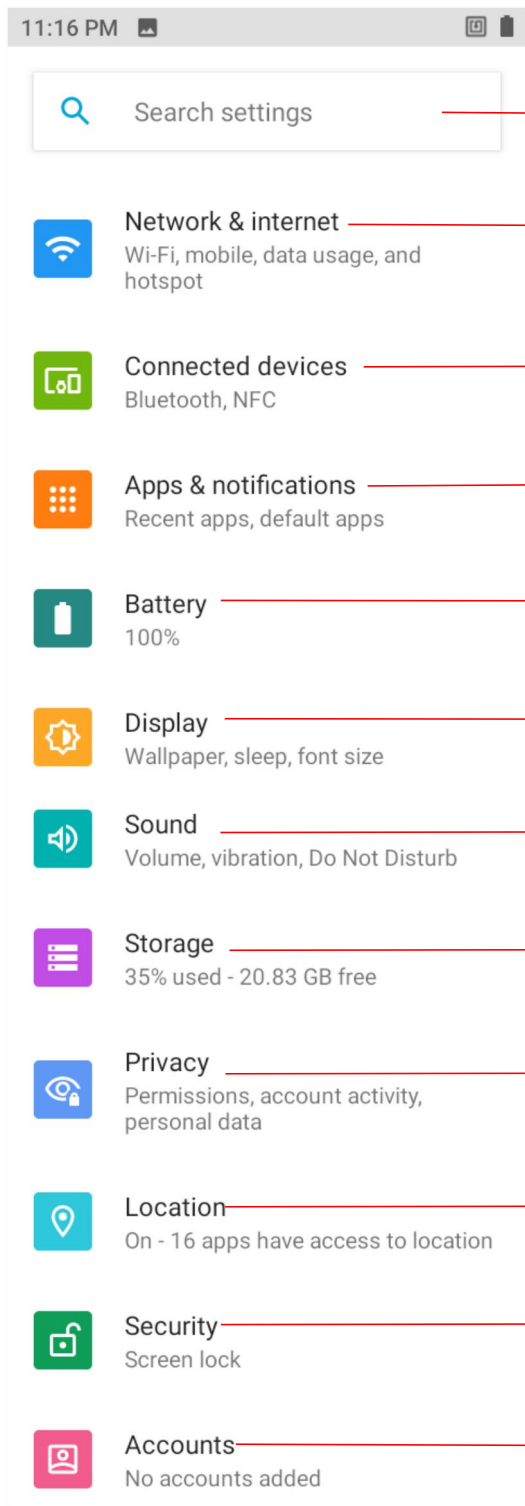 11:16 PM
Search settings
Network & internet
Wi-Fi, mobile, data usage, and
hotspot
Connected devices
Bluetooth, NFC
Apps & notifications
Recent apps, default apps
Battery
100%
Display
Wallpaper, sleep, font size
Sound
Volume, vibration, Do Not Disturb
Storage
35% used - 20.83 GB free
Privacy
Permissions, account activity,
personal data
Location
On - 16 apps have access to location
Security
Screen lock
Accounts
No accounts added